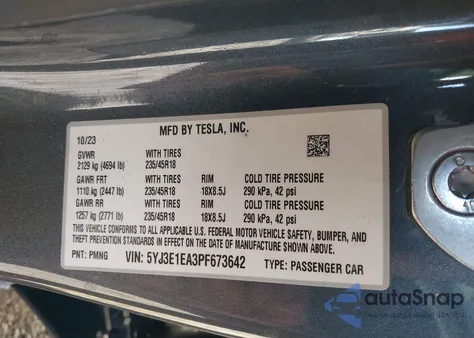 MFD BY TESLA, INC.
10/23
GVWR WITH TIRES
2129 kg (4694 lb) 235/45R18
GAWR FRT WITH TIRES RIM COLD TIRE PRESSURE
1110 kg (2447 lb) 235/45R18 18X8.5J 290 kPa, 42 psi
GAWR RR WITH TIRES RIM COLD TIRE PRESSURE
1257 kg (2771 lb) 235/45R18 18X8.5J 290 kPa, 42 psi
THIS VEHICLE CONFORMS TO ALL APPLICABLE U.S. FEDERAL MOTOR VEHICLE SAFETY, BUMPER, AND
THEFT PREVENTION STANDARDS IN EFFECT ON THE DATE OF MANUFACTURE SHOWN ABOVE.
PNT: PMNG VIN: 5YJ3E1EA3PF673642 TYPE: PASSENGER CAR
autoSnap